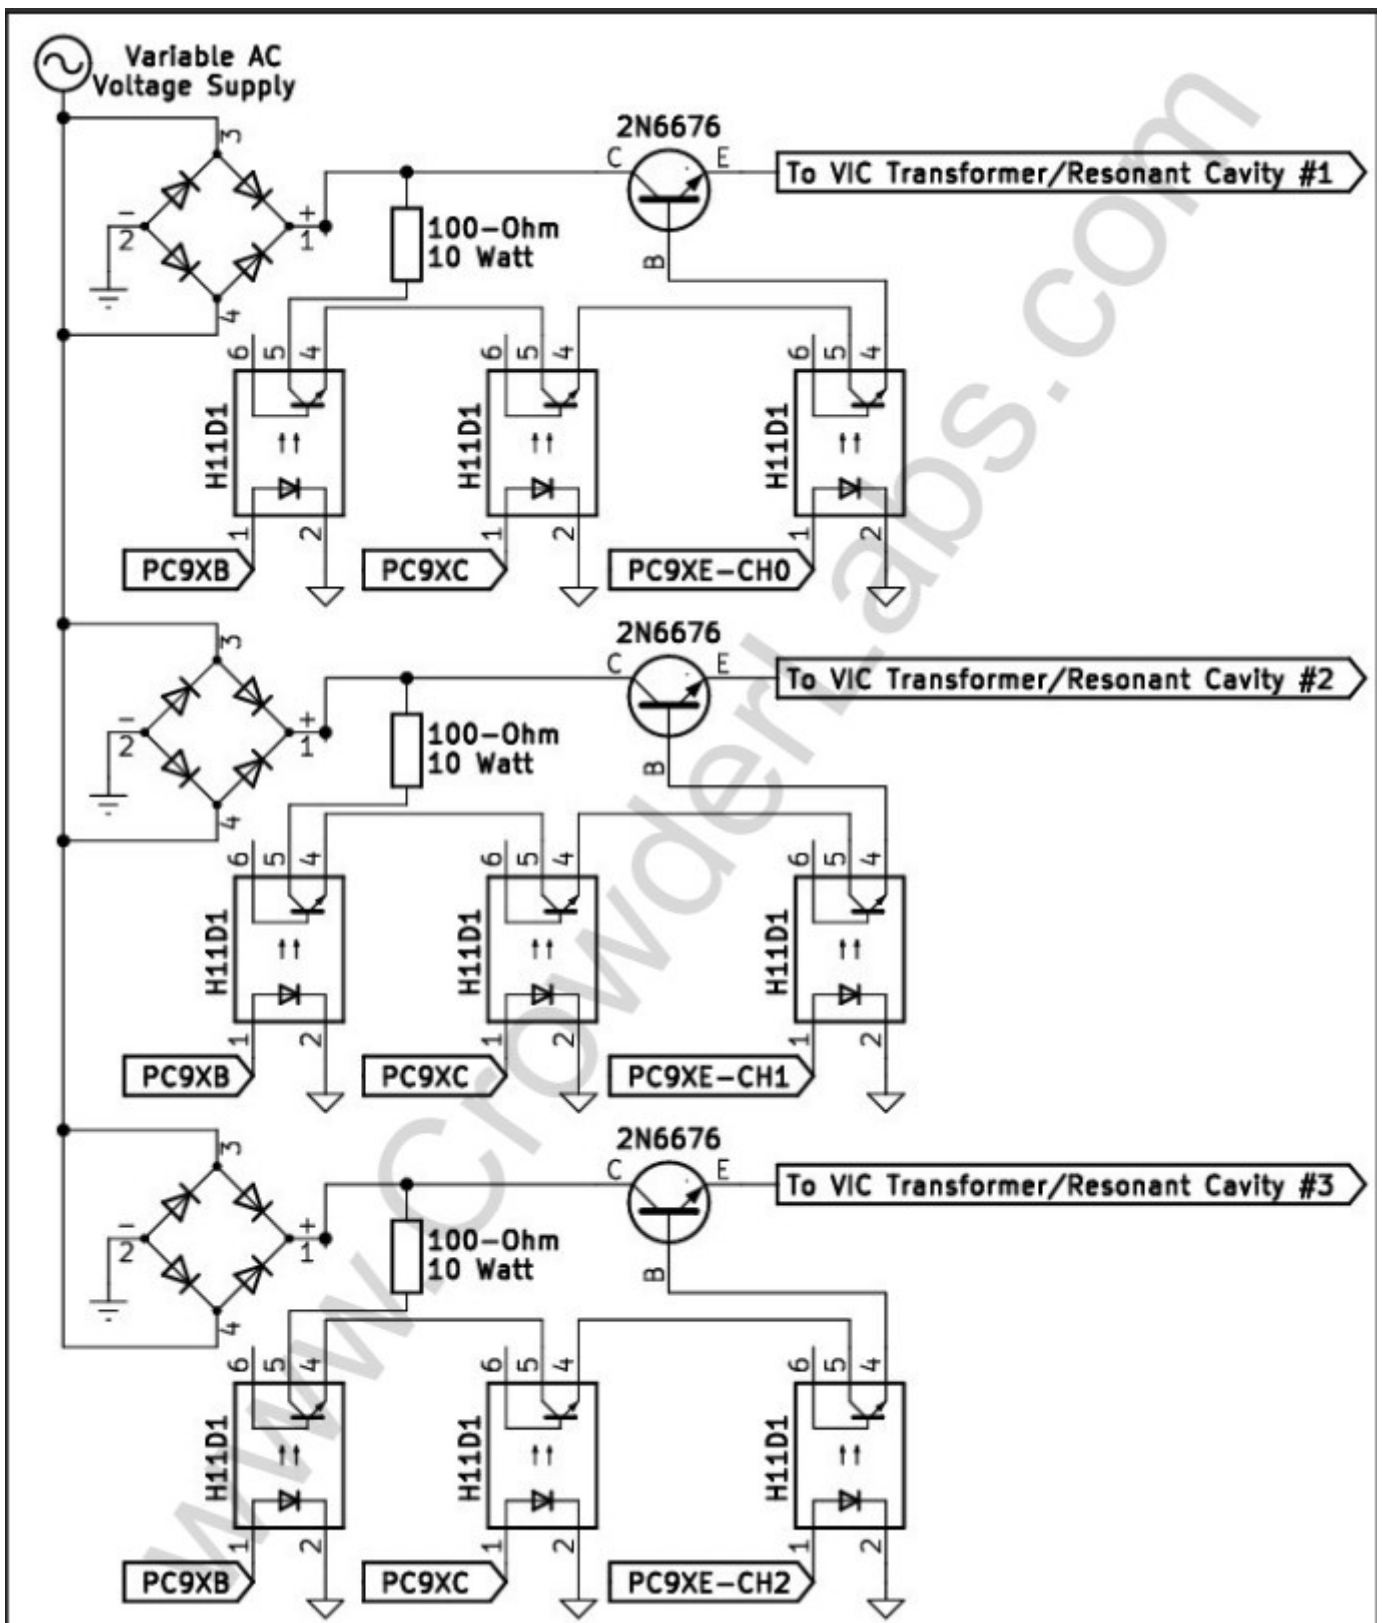 Variable AC
Voltage Supply
3
-
2
+
1
4
2N6676
C
E
B
To VIC Transformer/Resonant Cavity #1
100-Ohm
10 Watt
6
5
4
6
5
4
6
5
4
H11D1
H11D1
H11D1
1
2
1
2
1
2
PC9XB
PC9XC
PC9XE-CH0
3
-
2
+
1
4
2N6676
C
E
B
To VIC Transformer/Resonant Cavity #2
100-Ohm
10 Watt
6
5
4
6
5
4
6
5
4
H11D1
H11D1
H11D1
1
2
1
2
1
2
PC9XB
PC9XC
PC9XE-CH1
3
-
2
+
1
4
2N6676
C
E
B
To VIC Transformer/Resonant Cavity #3
100-Ohm
10 Watt
6
5
4
6
5
4
6
5
4
H11D1
H11D1
H11D1
1
2
1
2
1
2
PC9XB
PC9XC
PC9XE-CH2
www.CrowderLabs.com